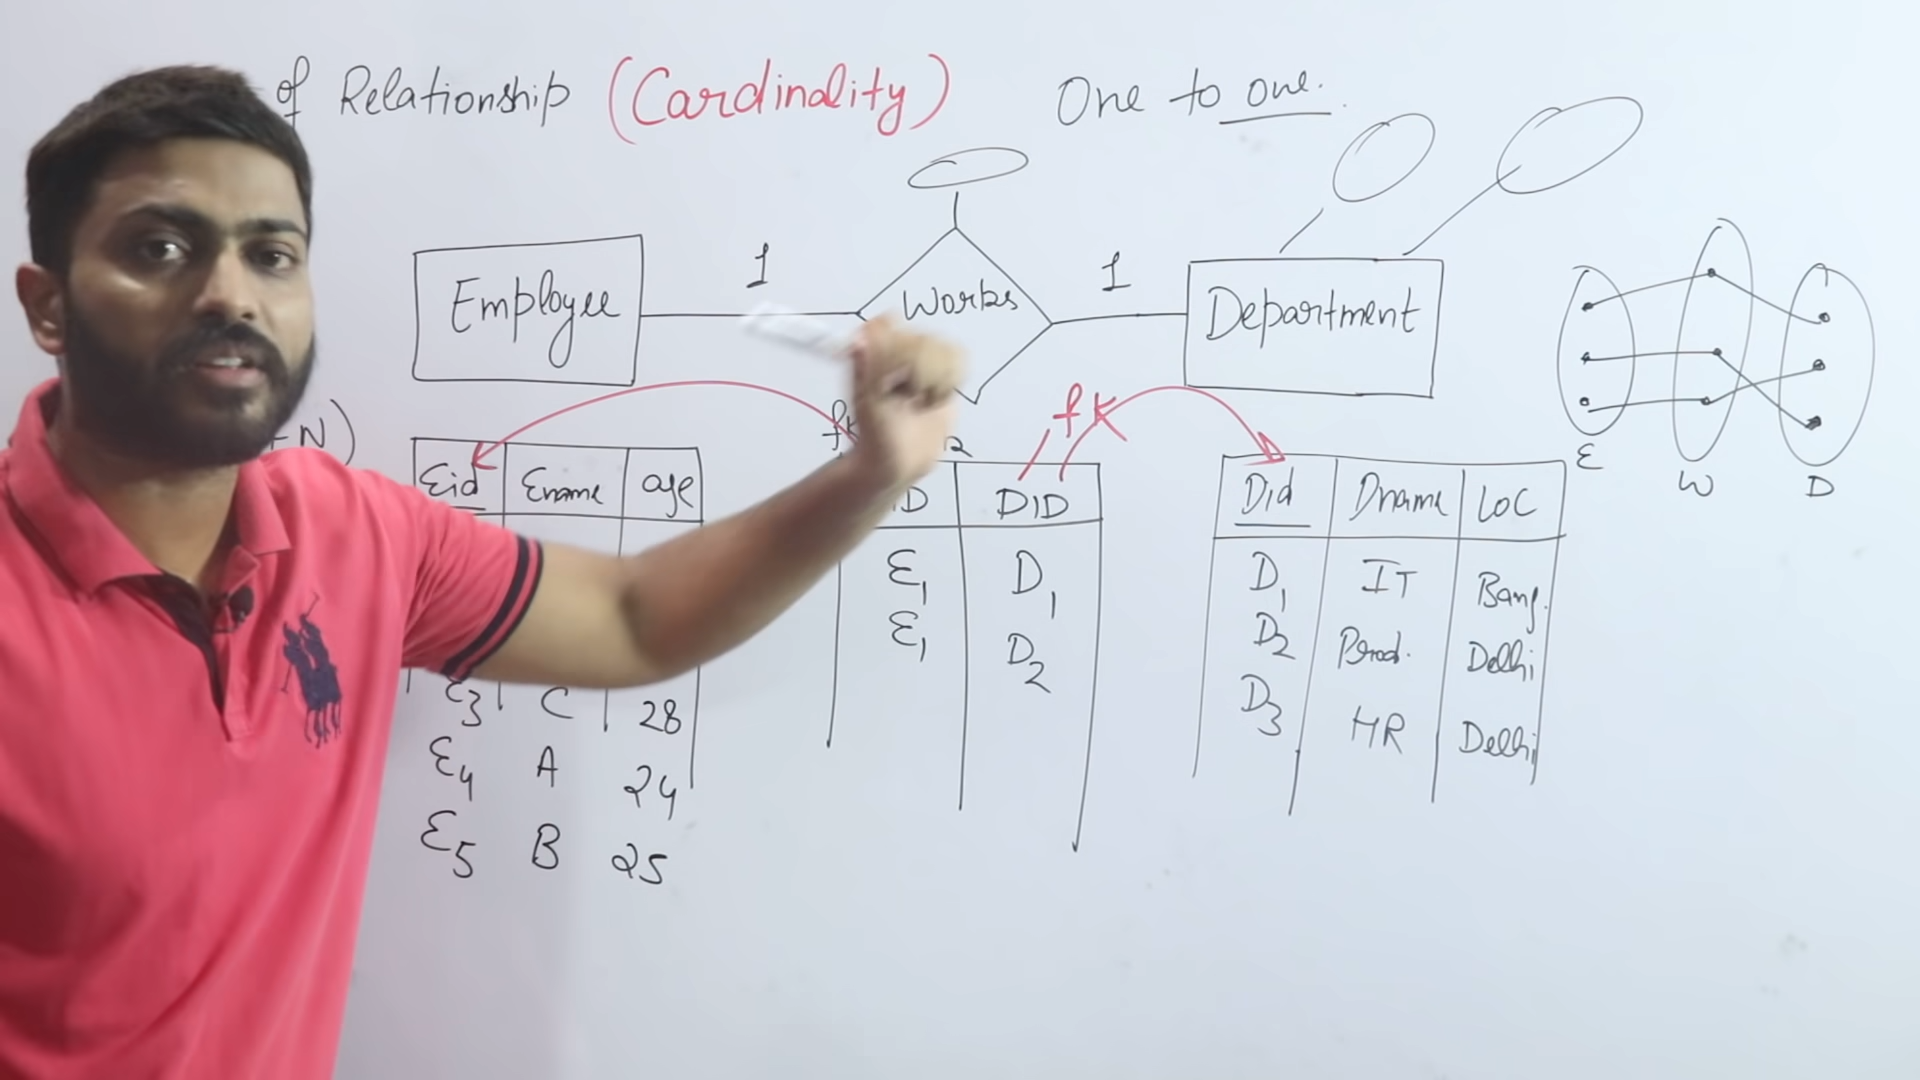 of Relationship (Cardinality) One to one.
1 1
Employee Works Department
fK
N)
Eid Ename age
DID
Did Dname Loc
E1 D1
E1 D2
D1 IT Bang.
D2 Prod. Delhi
D3 HR Delhi
E3 C 28
E4 A 24
E5 B 25
E W D